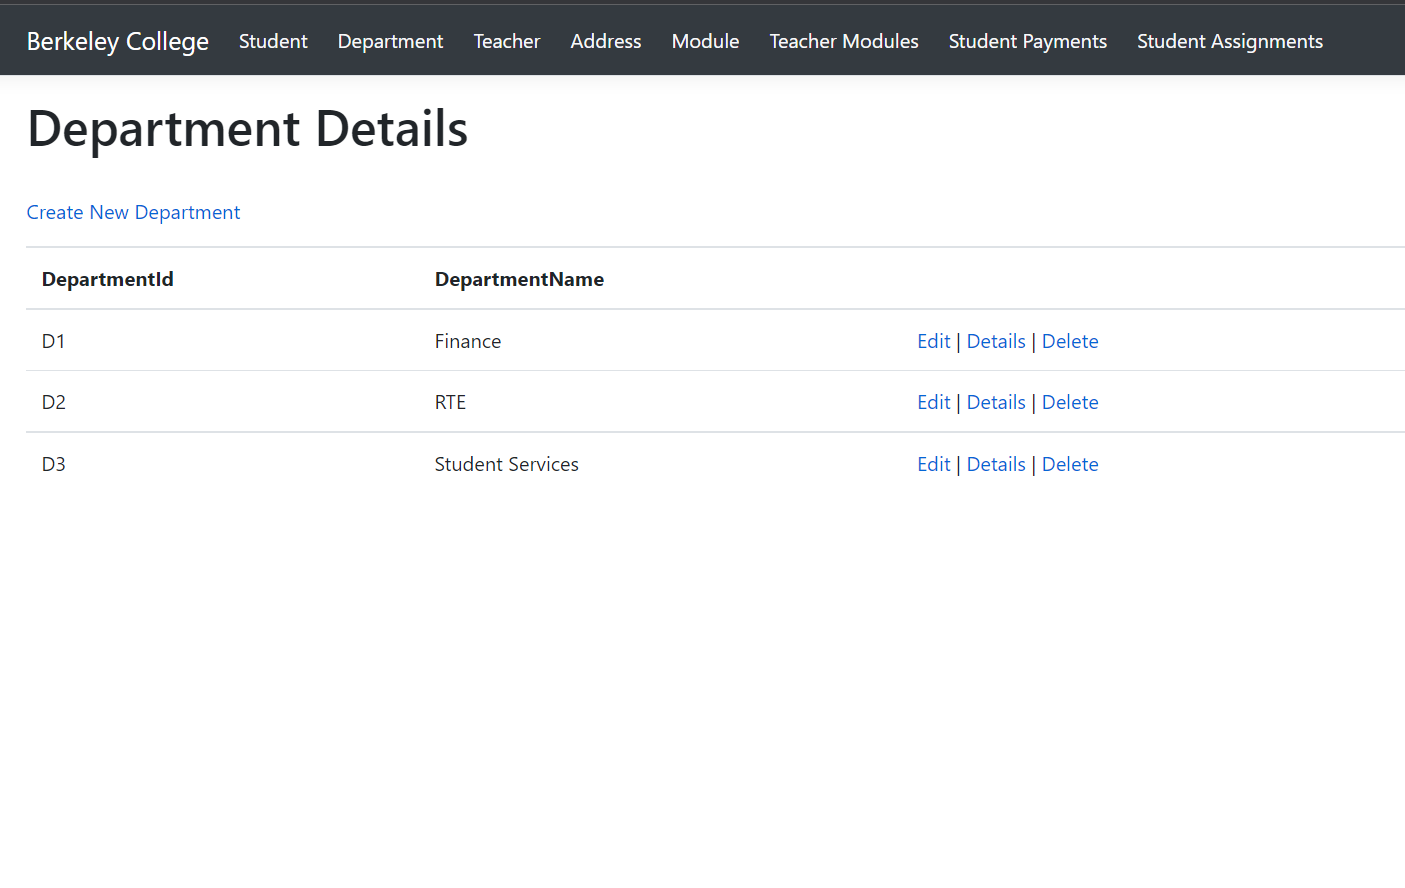 Berkeley College Student Department Teacher Address Module Teacher Modules Student Payments Student Assignments
Department Details
Create New Department
DepartmentId DepartmentName
D1 Finance Edit | Details | Delete
D2 RTE Edit | Details | Delete
D3 Student Services Edit | Details | Delete